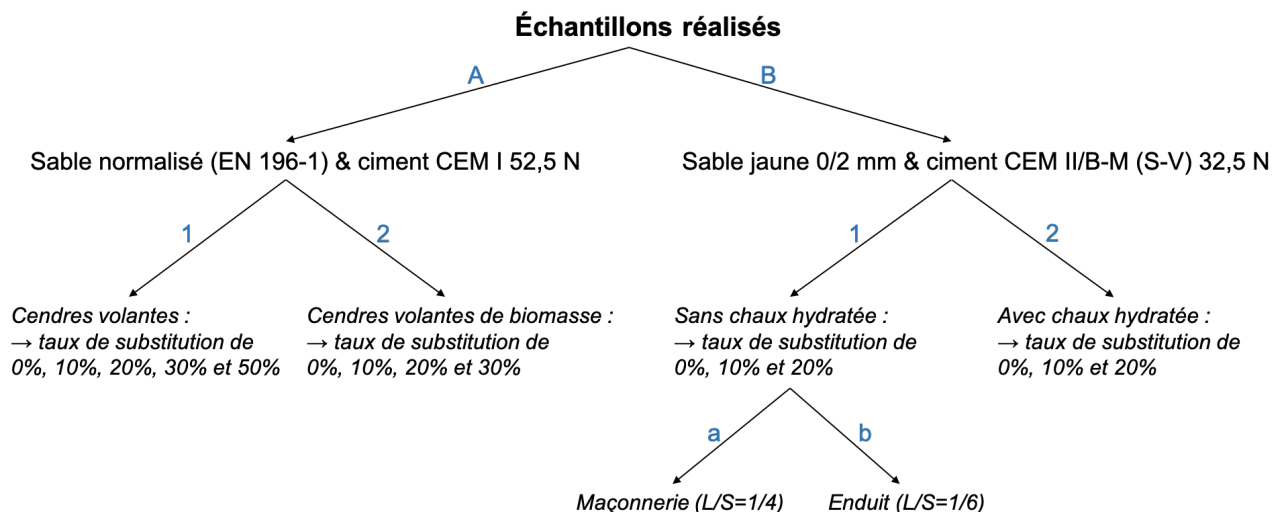 Échantillons réalisés
A
B
Sable normalisé (EN 196-1) & ciment CEM I 52,5 N
Sable jaune 0/2 mm & ciment CEM II/B-M (S-V) 32,5 N
1
2
1
2
Cendres volantes :
→ taux de substitution de
0%, 10%, 20%, 30% et 50%
Cendres volantes de biomasse :
→ taux de substitution de
0%, 10%, 20% et 30%
Sans chaux hydratée :
→ taux de substitution de
0%, 10% et 20%
Avec chaux hydratée :
→ taux de substitution de
0%, 10% et 20%
a
b
Maçonnerie (L/S=1/4)
Enduit (L/S=1/6)